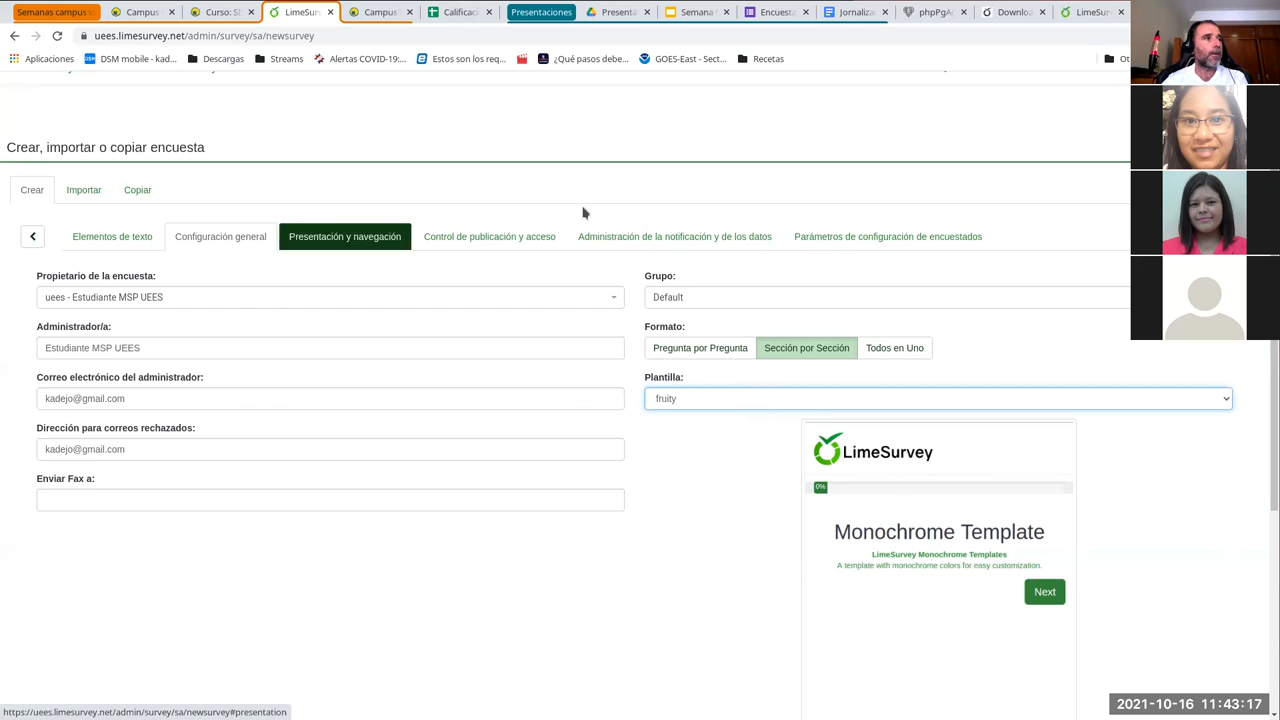 Semanas campus v
Campus
Curso: SI
LimeSurv
Campus
Calificaci
Presentaciones
Present
Semana
Encuest
Jornaliza
phpPgA
Downlo
LimeSurv
uees.limesurvey.net/admin/survey/sa/newsurvey
Aplicaciones
DSM mobile - kad...
Descargas
Streams
Alertas COVID-19:...
Estos son los req...
¿Qué pasos debe...
GOES-East - Sect...
Recetas
Ot
Crear, importar o copiar encuesta
Crear
Importar
Copiar
Elementos de texto
Configuración general
Presentación y navegación
Control de publicación y acceso
Administración de la notificación y de los datos
Parámetros de configuración de encuestados
Propietario de la encuesta:
uees - Estudiante MSP UEES
Administrador/a:
Estudiante MSP UEES
Correo electrónico del administrador:
kadejo@gmail.com
Dirección para correos rechazados:
kadejo@gmail.com
Enviar Fax a:
Grupo:
Default
Formato:
Pregunta por Pregunta
Sección por Sección
Todos en Uno
Plantilla:
fruity
LimeSurvey
0%
Monochrome Template
LimeSurvey Monochrome Templates
A template with monochrome colors for easy customization.
Next
https://uees.limesurvey.net/admin/survey/sa/newsurvey#presentation
2021-10-16 11:43:17